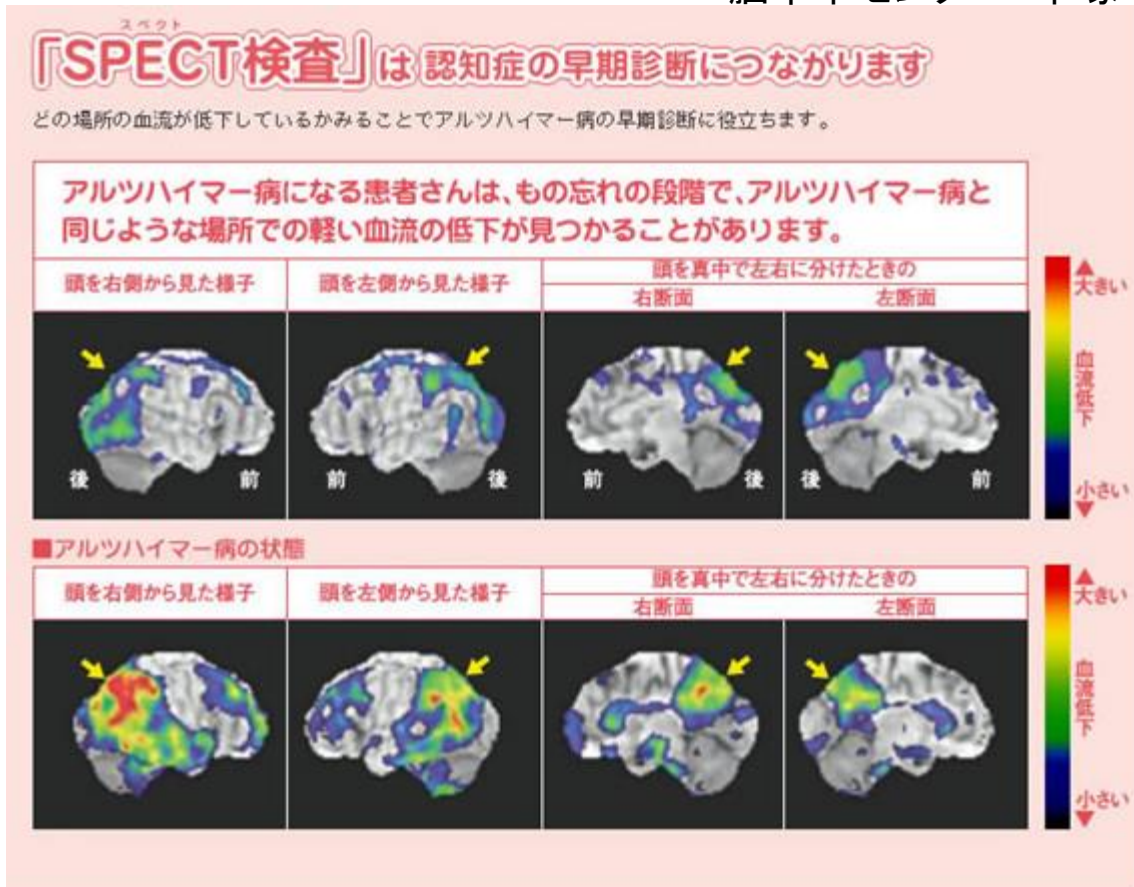 スペクト
「SPECT検査」は 認知症の早期診断につながります
どの場所の血流が低下しているかみることでアルツハイマー病の早期診断に役立ちます。
アルツハイマー病になる患者さんは、もの忘れの段階で、アルツハイマー病と
同じような場所での軽い血流の低下が見つかることがあります。
頭を右側から見た様子
頭を左側から見た様子
頭を真中で左右に分けたときの
右断面
左断面
後
前
前
後
前
後
後
前
▲
大きい
血流低下
小さい
▼
■アルツハイマー病の状態
頭を右側から見た様子
頭を左側から見た様子
頭を真中で左右に分けたときの
右断面
左断面
▲
大きい
血流低下
小さい
▼